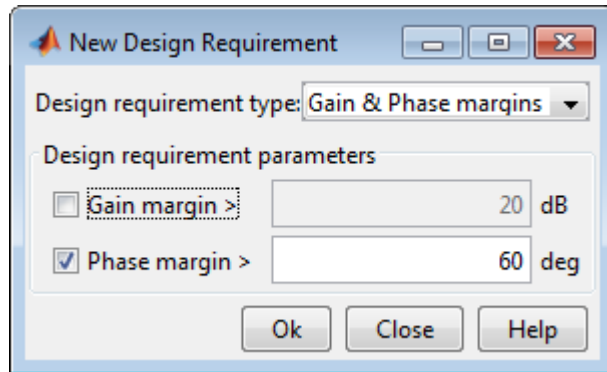 New Design Requirement
Design requirement type: Gain & Phase margins
Design requirement parameters
Gain margin > 20 dB
Phase margin > 60 deg
Ok Close Help